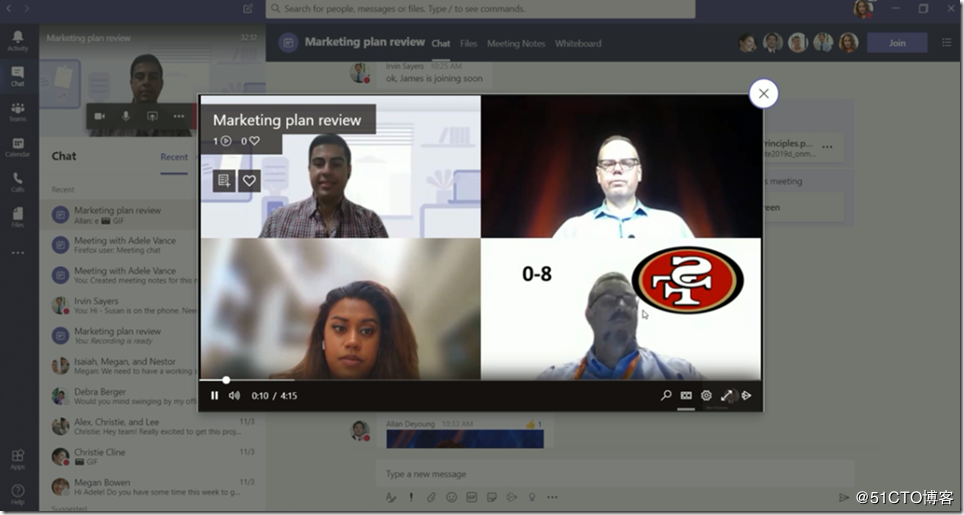 Search for people, messages or files. Type / to see commands.
Activity
Chat
Teams
Calendar
Calls
Files
Apps
Help
Marketing plan review
32:17
Chat
Recent
Recent
Marketing plan review
Allan: e GIF
Meeting with Adele Vance
Firefox user: Meeting chat
Meeting with Adele Vance
You: Created meeting notes for this
Irvin Sayers
You: Hi - Susan is on the phone. Nee
Marketing plan review
You: Recording is ready
Isaiah, Megan, and Nestor
Megan: We need to have a working
Debra Berger
Would you mind swinging by my offi
Alex, Christie, and Lee 11/3
Christie: Hey team! Really excited to get this proj...
Christie Cline 11/3
GIF
Megan Bowen 11/3
Hi Adele! Do you have some time this week to g...
Suggested
Marketing plan review
Chat
Files
Meeting Notes
Whiteboard
Join
Irvin Sayers 10:25 AM
ok, James is joining soon
rinciples.p...
s meeting
reen
Marketing plan review
1
0
0-8
SF
0:10 / 4:15
Allan Deyoung 10:33 AM
1
Type a new message
@51CTO博客